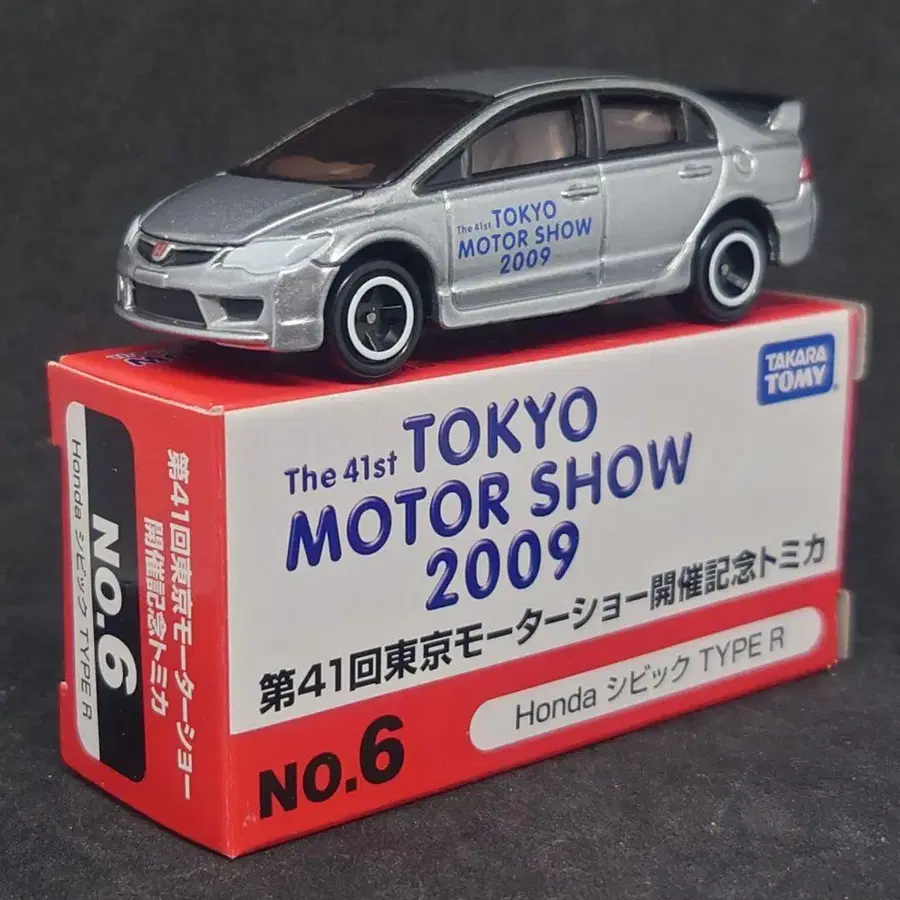 The 41st TOKYO
MOTOR SHOW
2009
TAKARA
TOMY
The 41st TOKYO
MOTOR SHOW
2009
第41回東京モーターショー開催記念トミカ
Honda シビック TYPE R
NO.6
第41回東京モーターショー
開催記念トミカ
NO.6
Honda シビック TYPE R